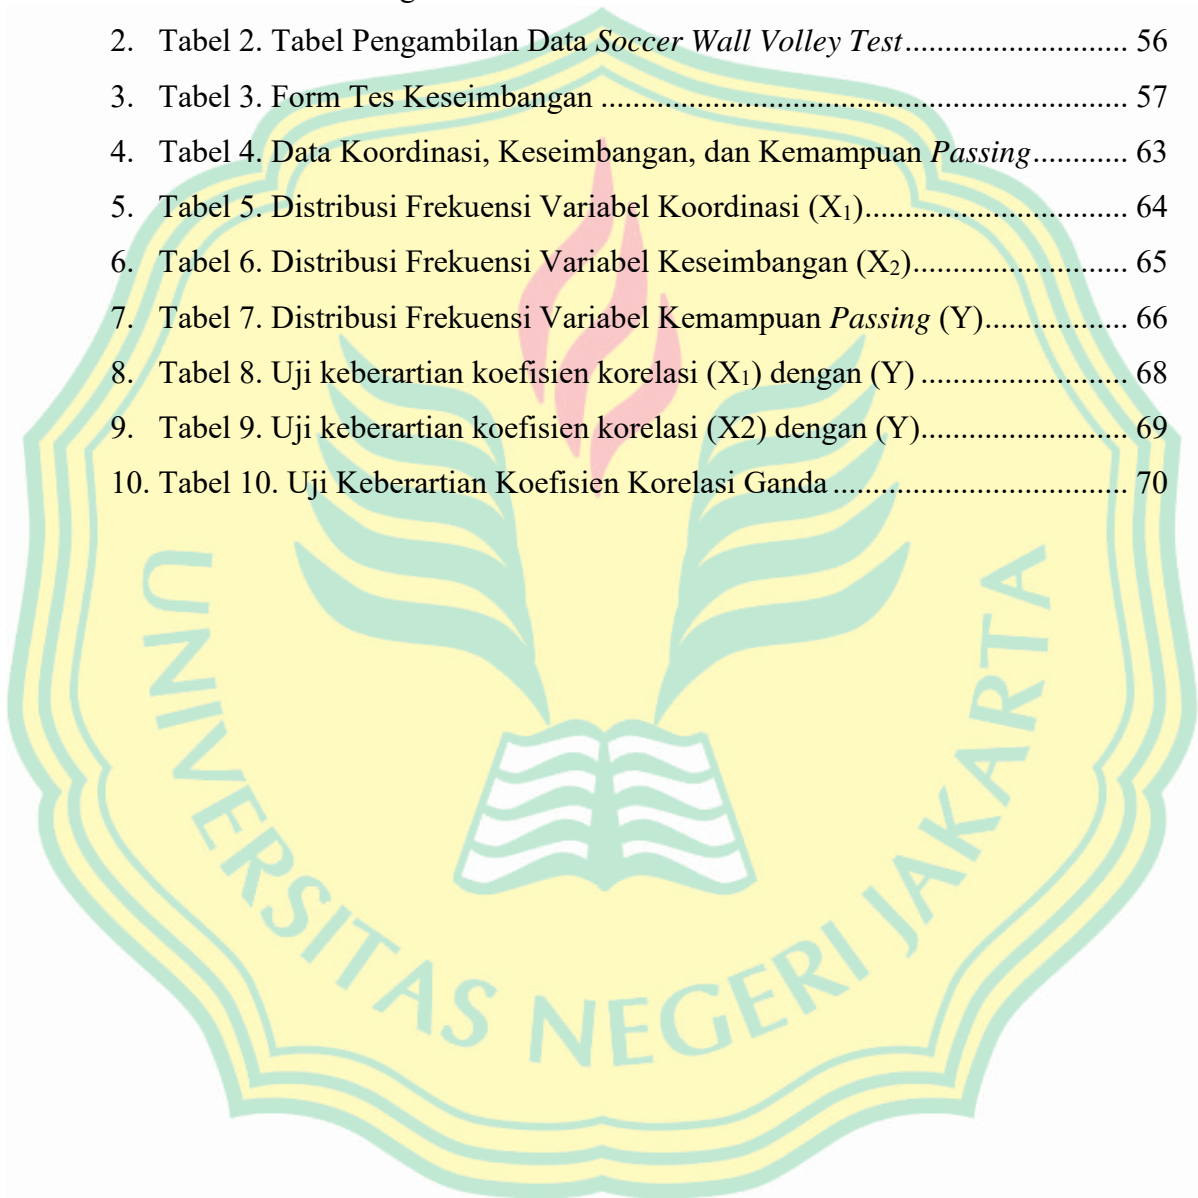 2. Tabel 2. Tabel Pengambilan Data Soccer Wall Volley Test........................... 56
3. Tabel 3. Form Tes Keseimbangan ................................................................ 57
4. Tabel 4. Data Koordinasi, Keseimbangan, dan Kemampuan Passing............ 63
5. Tabel 5. Distribusi Frekuensi Variabel Koordinasi (X₁)................................ 64
6. Tabel 6. Distribusi Frekuensi Variabel Keseimbangan (X₂).......................... 65
7. Tabel 7. Distribusi Frekuensi Variabel Kemampuan Passing (Y)................. 66
8. Tabel 8. Uji keberartian koefisien korelasi (X₁) dengan (Y) ......................... 68
9. Tabel 9. Uji keberartian koefisien korelasi (X2) dengan (Y)......................... 69
10. Tabel 10. Uji Keberartian Koefisien Korelasi Ganda .................................... 70
UNIVERSITAS NEGERI JAKARTA